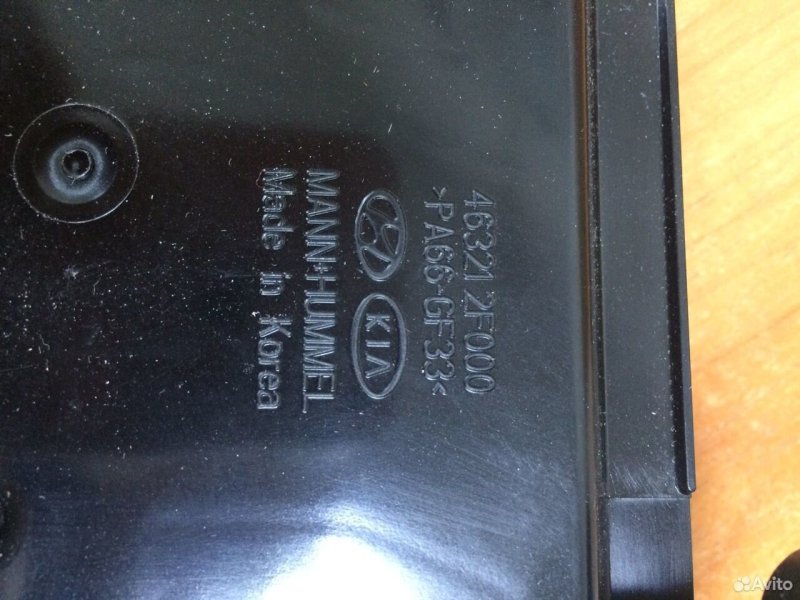 46321 2F000
>PA66-GF33<
KIA
MANN+HUMMEL
Made in Korea
Avito